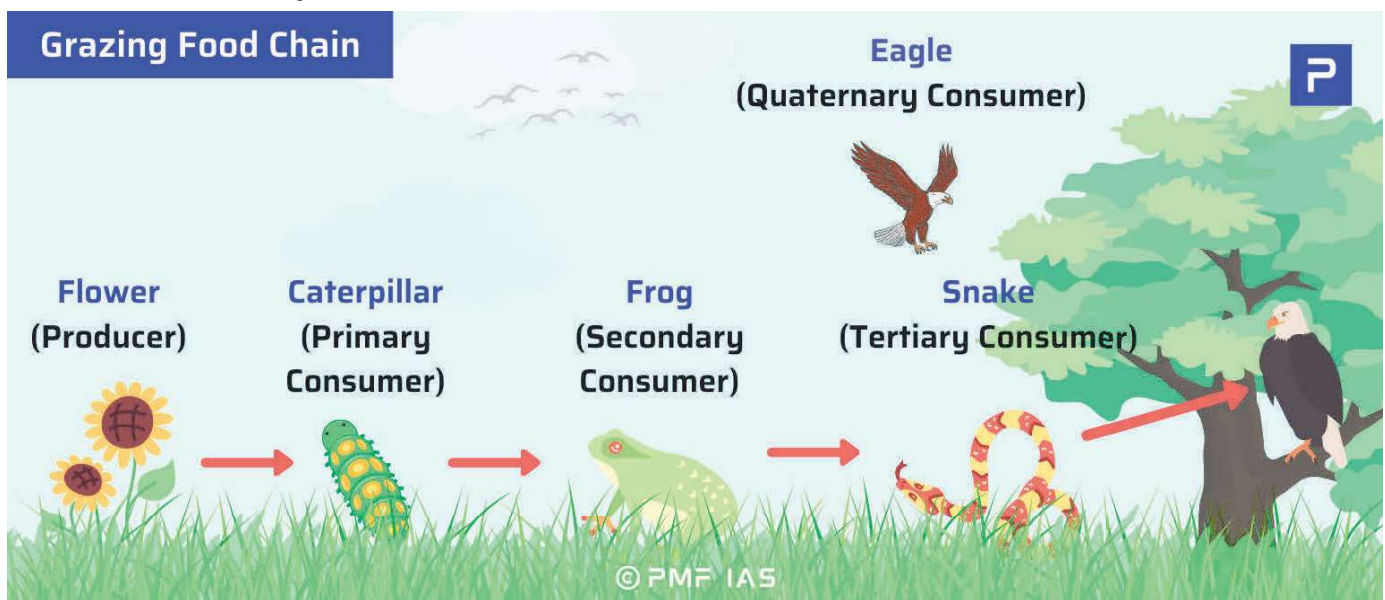 Grazing Food Chain
Eagle
(Quaternary Consumer)
P
Flower
(Producer)
Caterpillar
(Primary
Consumer)
Frog
(Secondary
Consumer)
Snake
(Tertiary Consumer)
© PMF IAS